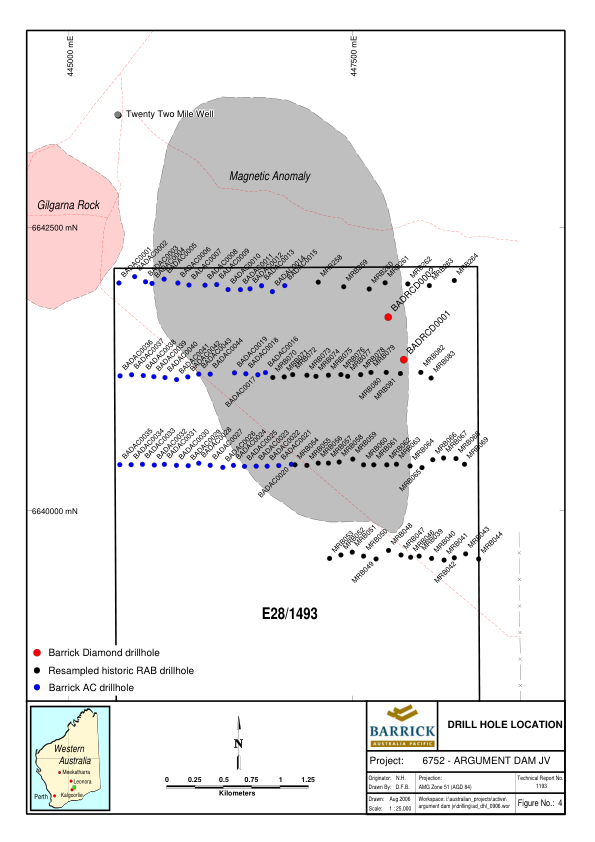 445000 mE
447500 mE
Twenty Two Mile Well
Magnetic Anomaly
Gilgarna Rock
6642500 mN
BADAC0001
BADAC0002
BADAC0003
BADAC0004
BADAC0005
BADAC0006
BADAC0007
BADAC0008
BADAC0009
BADAC0010
BADAC0011
BADAC0012
BADAC0013
BADAC0014
BADAC0015
MRB258
MRB259
MRB260
MRB261
MRB262
MRB263
MRB264
BADRCD0002
BADRCD0001
BADAC0036
BADAC0037
BADAC0038
BADAC0039
BADAC0040
BADAC0041
BADAC0042
BADAC0043
BADAC0044
BADAC0019
BADAC0018
BADAC0016
BADAC0017
MRB070
MRB071
MRB072
MRB073
MRB074
MRB075
MRB076
MRB077
MRB078
MRB079
MRB080
MRB081
MRB082
MRB083
BADAC0035
BADAC0034
BADAC0033
BADAC0032
BADAC0031
BADAC0030
BADAC0029
BADAC0028
BADAC0027
BADAC0026
BADAC0024
BADAC0025
BADAC0023
BADAC0022
BADAC0021
BADAC0020
MRB054
MRB055
MRB056
MRB057
MRB058
MRB059
MRB060
MRB061
MRB062
MRB063
MRB064
MRB065
MRB066
MRB067
MRB068
MRB069
6640000 mN
MRB053
MRB052
MRB051
MRB050
MRB049
MRB048
MRB047
MRB046
MRB039
MRB040
MRB041
MRB042
MRB043
MRB044
E28/1493
Barrick Diamond drillhole
Resampled historic RAB drillhole
Barrick AC drillhole
Western
Australia
Meekatharra
Leonora
Kalgoorlie
Perth
N
0 0.25 0.5 0.75 1 1.25
Kilometers
BARRICK
AUSTRALIA PACIFIC
DRILL HOLE LOCATION
Project: 6752 - ARGUMENT DAM JV
Originator: N.H.
Drawn By: D.F.B.
Projection:
AMG Zone 51 (AGD 84)
Technical Report No.
1193
Drawn: Aug 2006
Scale: 1 : 25,000
Workspace: i:\australian_projects\active\
argument dam jv\drilling\ad_dhl_0906.wor
Figure No.: 4